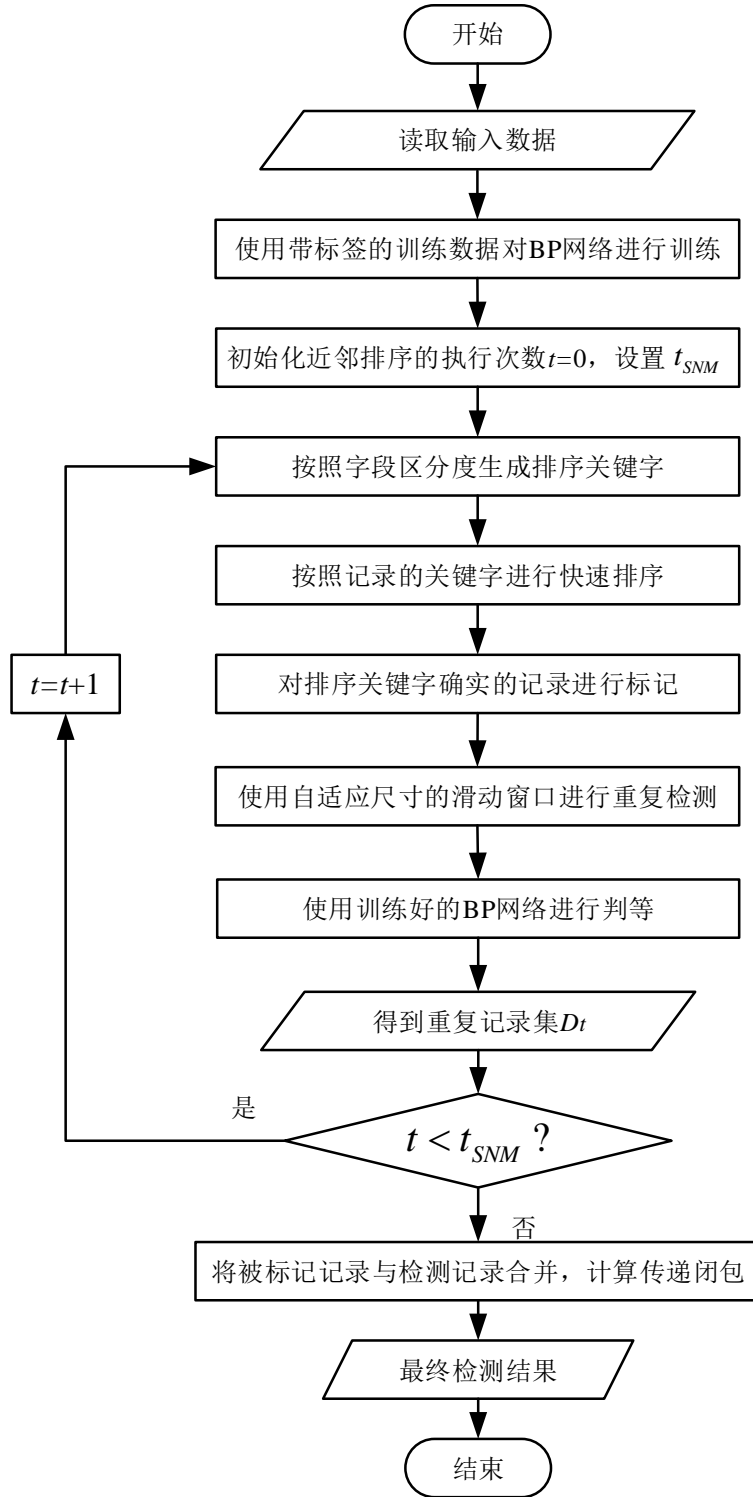 开始
读取输入数据
使用带标签的训练数据对BP网络进行训练
初始化近邻排序的执行次数t=0，设置 t_{SNM}
按照字段区分度生成排序关键字
按照记录的关键字进行快速排序
t=t+1
对排序关键字确实的记录进行标记
使用自适应尺寸的滑动窗口进行重复检测
使用训练好的BP网络进行判等
得到重复记录集Dt
是
t < t_{SNM} ?
否
将被标记记录与检测记录合并，计算传递闭包
最终检测结果
结束